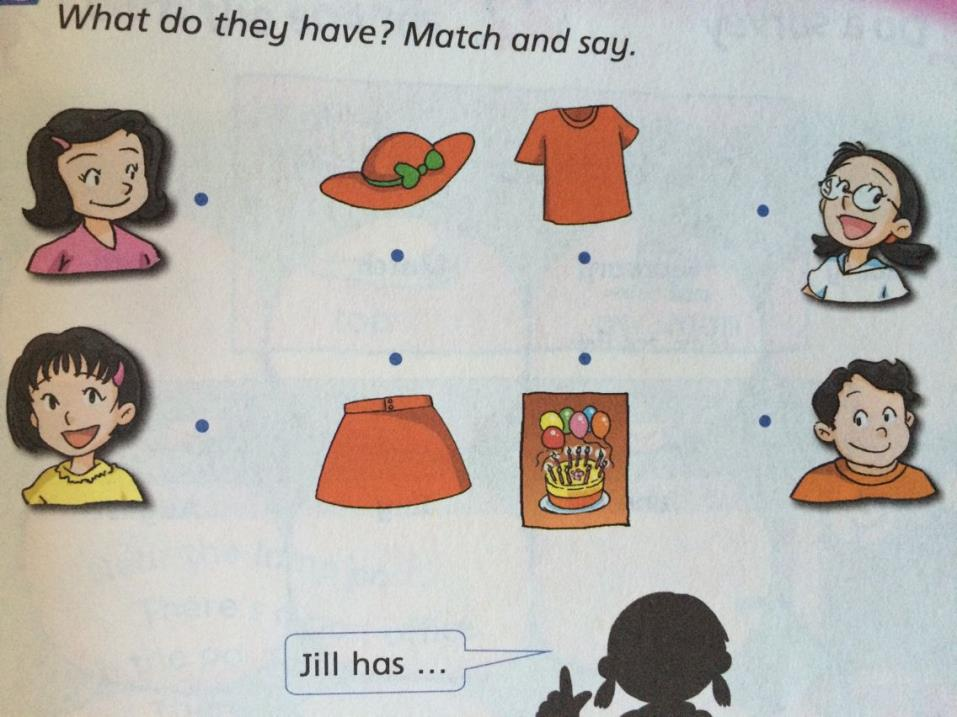 What do they have? Match and say.
Jill has ...